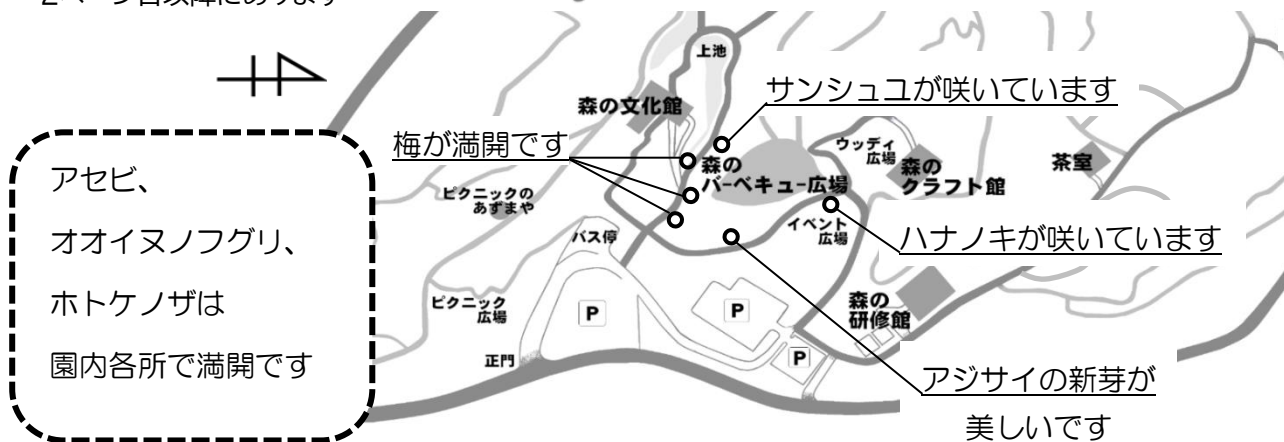 2ページ目以降にあります
上池
サンシュユが咲いています
森の文化館
梅が満開です
ウッディ
広場
森の
バーベキュー広場
森の
クラフト館
茶室
アセビ、
オオイヌノフグリ、
ホトケノザは
園内各所で満開です
ピクニックの
あずまや
バス停
イベント
広場
ハナノキが咲いています
ピクニック
広場
P
P
森の
研修館
正門
P
アジサイの新芽が
美しいです